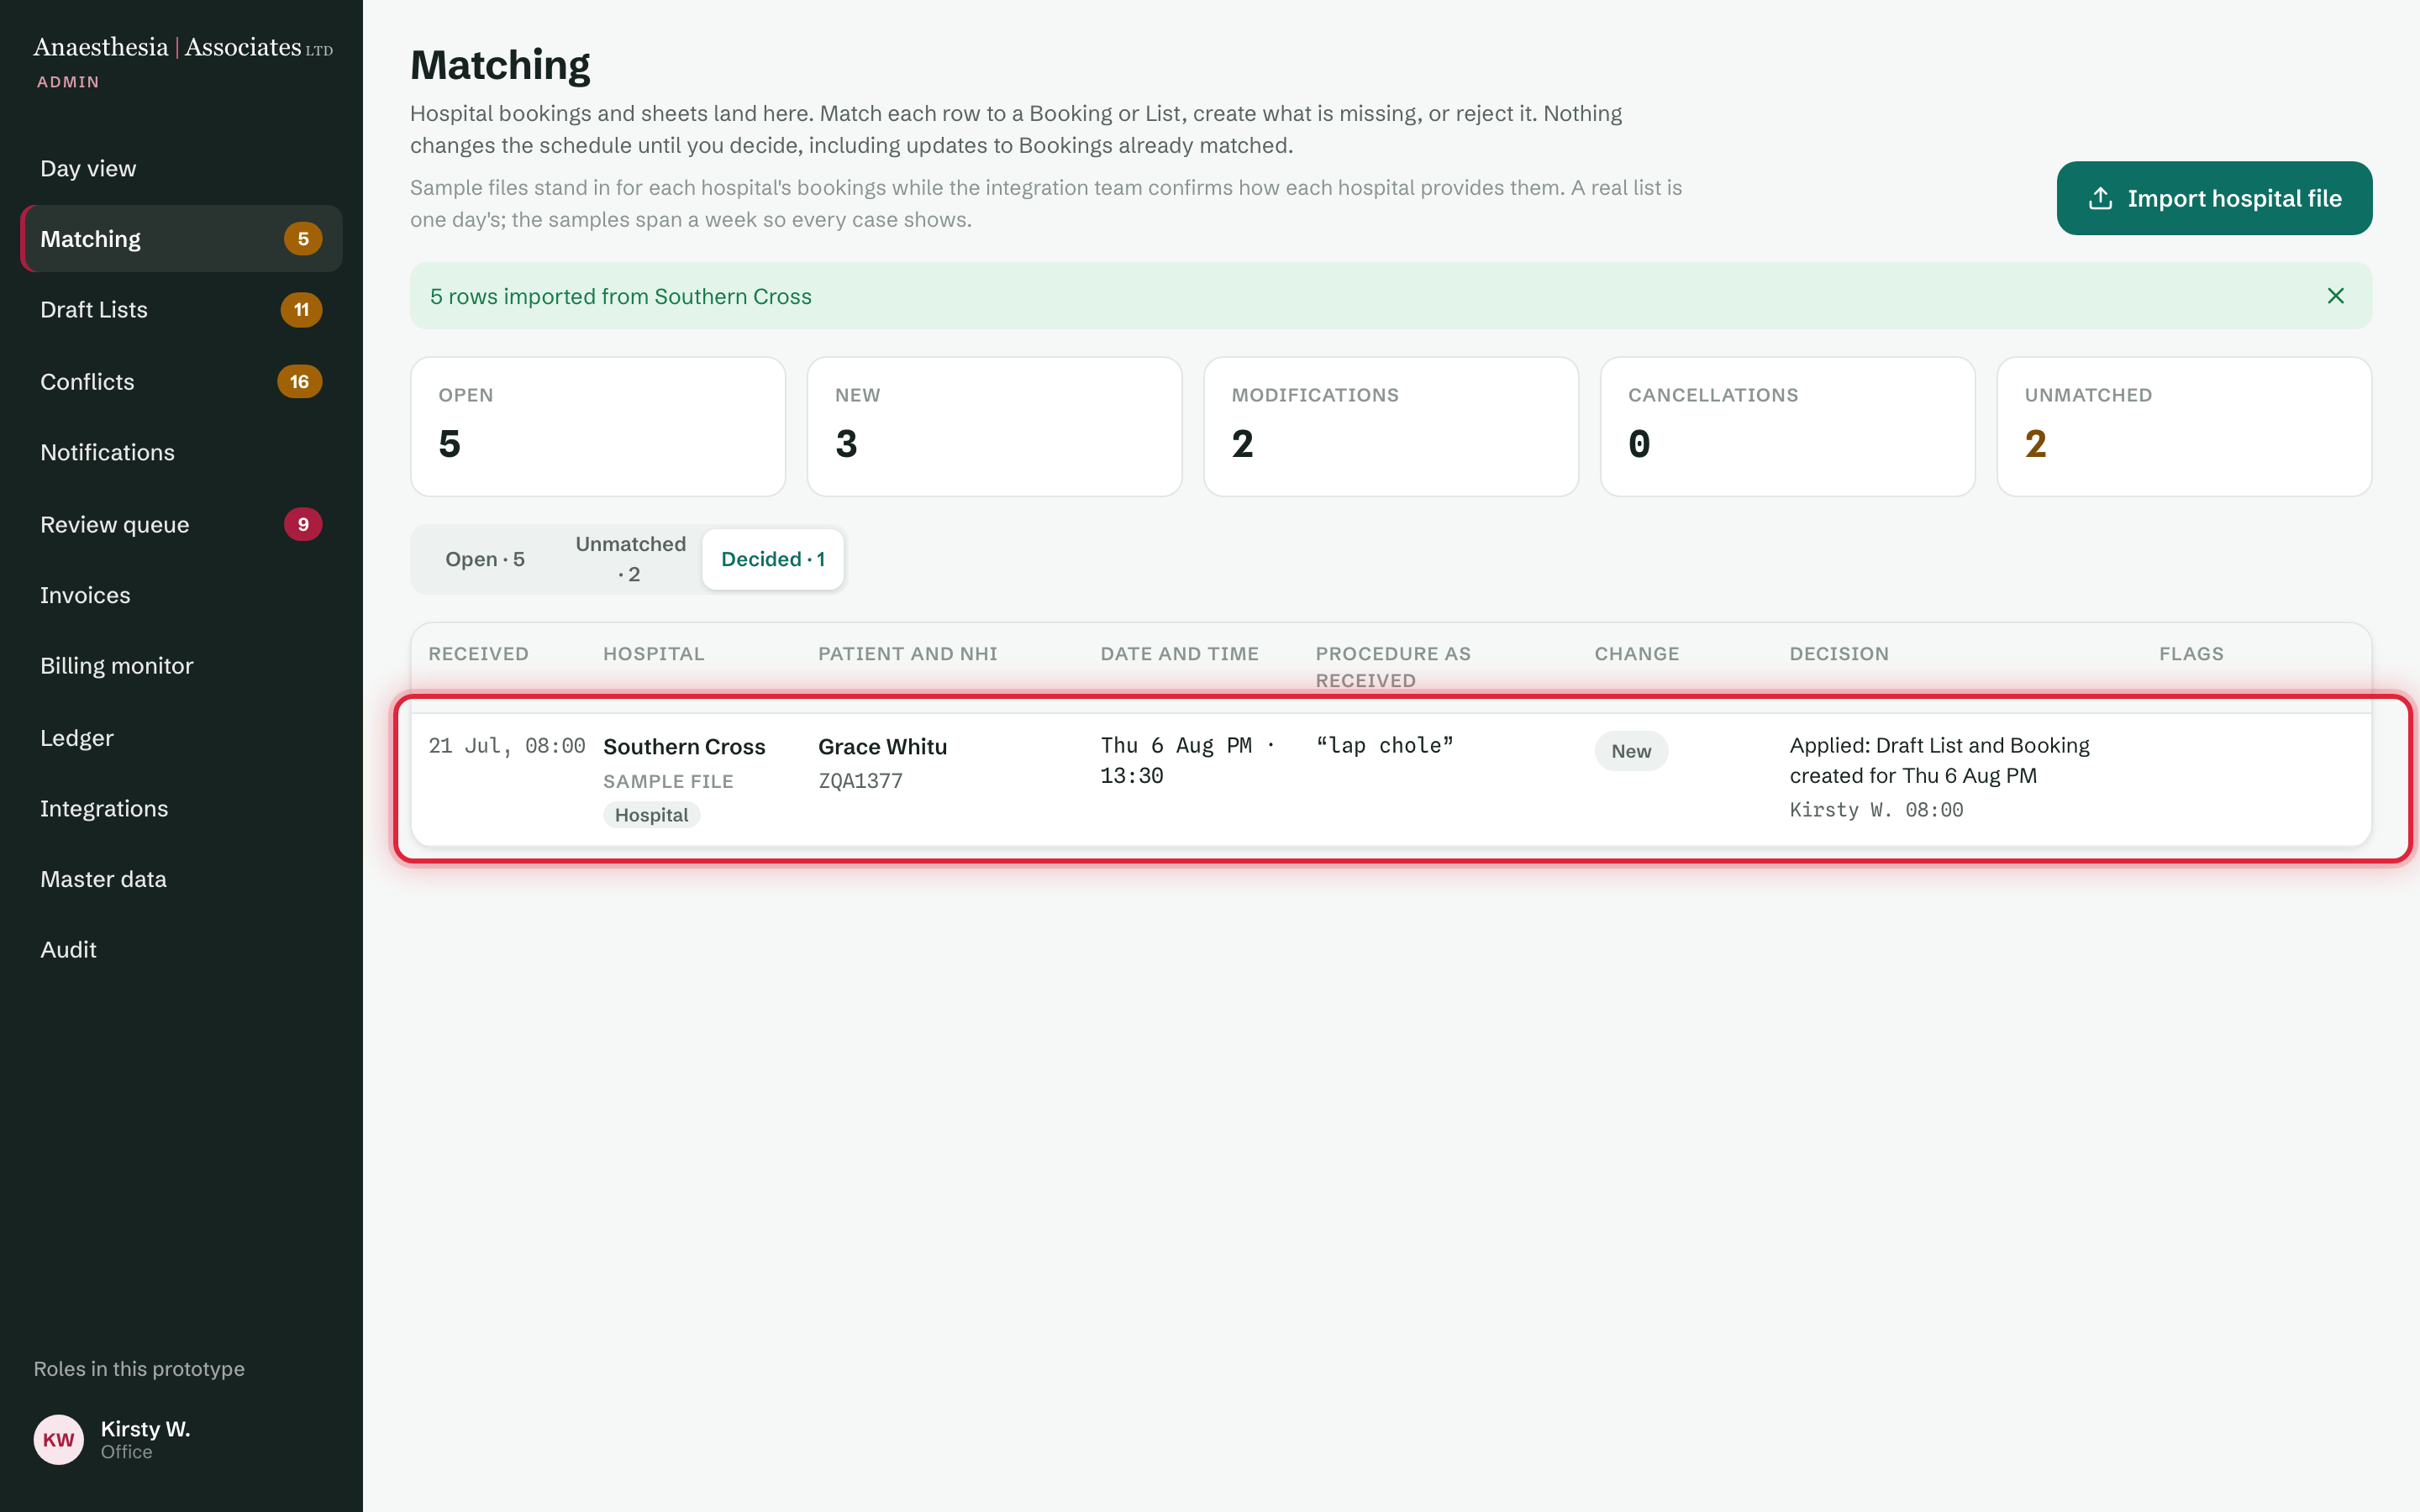 Anaesthesia | Associates LTD
ADMIN
Day view
Matching 5
Draft Lists 11
Conflicts 16
Notifications
Review queue 9
Invoices
Billing monitor
Ledger
Integrations
Master data
Audit
Roles in this prototype
KW Kirsty W.
Office
Matching
Hospital bookings and sheets land here. Match each row to a Booking or List, create what is missing, or reject it. Nothing
changes the schedule until you decide, including updates to Bookings already matched.
Sample files stand in for each hospital's bookings while the integration team confirms how each hospital provides them. A real list is
one day's; the samples span a week so every case shows.
Import hospital file
5 rows imported from Southern Cross
OPEN
5
NEW
3
MODIFICATIONS
2
CANCELLATIONS
0
UNMATCHED
2
Open · 5
Unmatched
· 2
Decided · 1
RECEIVED HOSPITAL PATIENT AND NHI DATE AND TIME PROCEDURE AS CHANGE DECISION FLAGS
RECEIVED
21 Jul, 08:00 Southern Cross Grace Whitu Thu 6 Aug PM · “lap chole” New Applied: Draft List and Booking
SAMPLE FILE ZQA1377 13:30 created for Thu 6 Aug PM
Hospital Kirsty W. 08:00